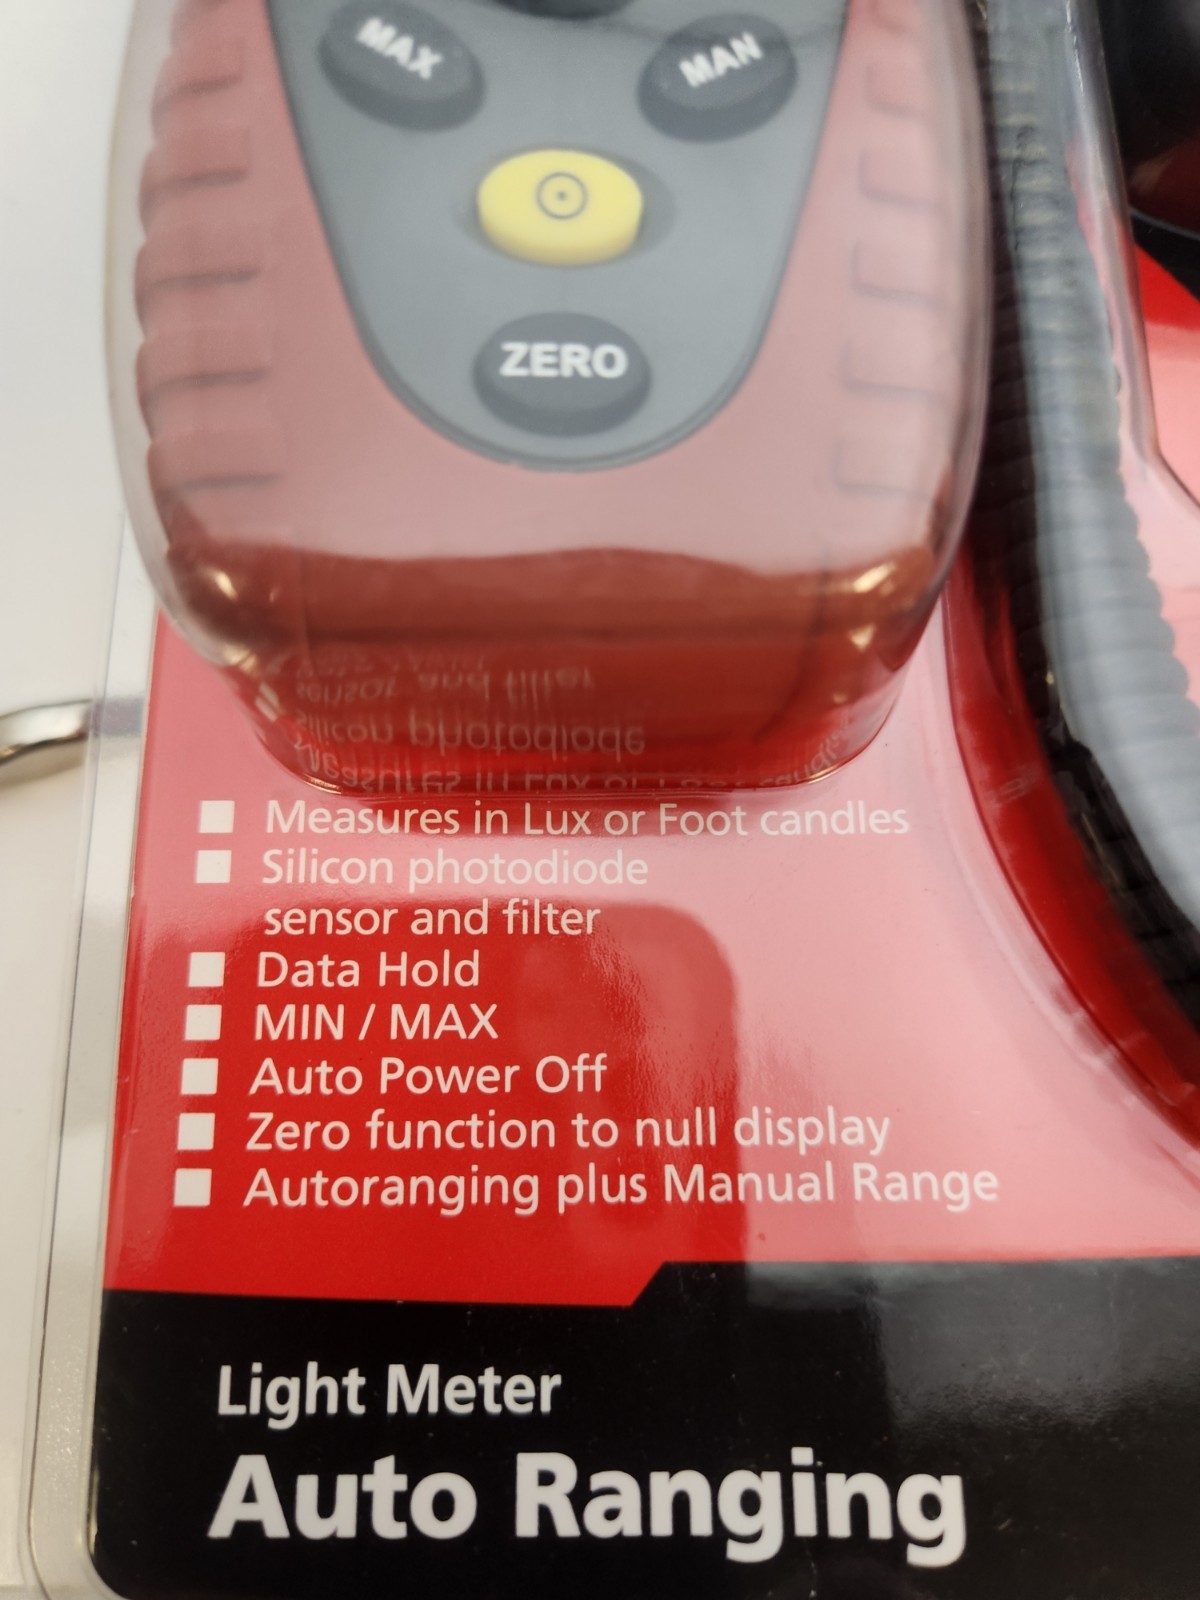 MAX
MAN
ZERO
Measures in Lux or Foot candles
Silicon photodiode
sensor and filter
Data Hold
MIN / MAX
Auto Power Off
Zero function to null display
Autoranging plus Manual Range
Light Meter
Auto Ranging